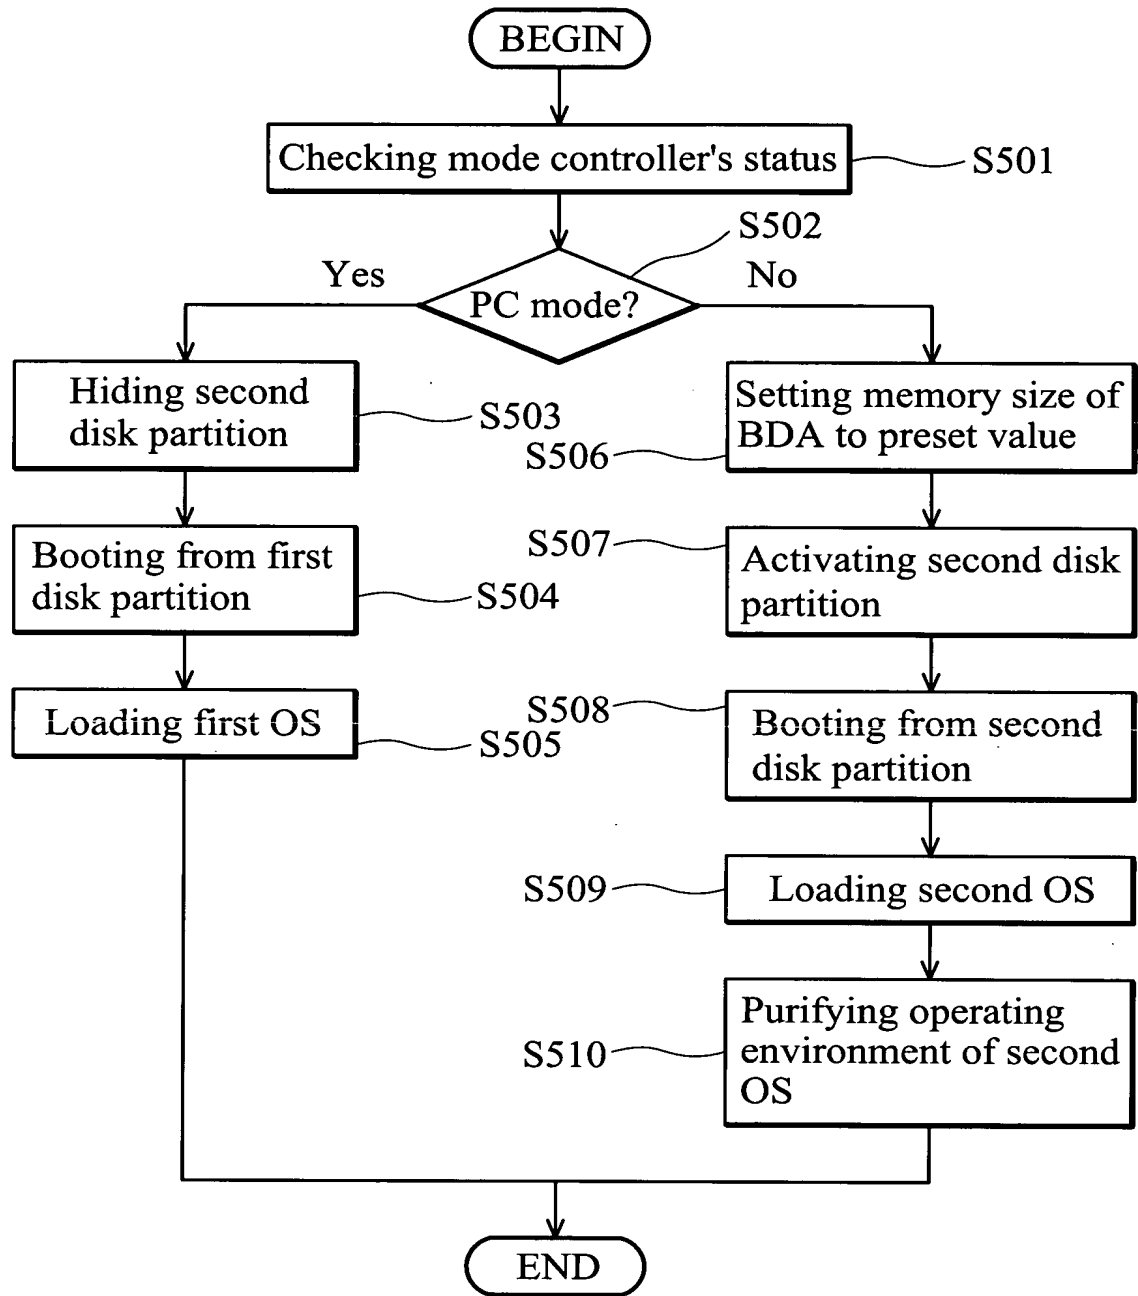 BEGIN
Checking mode controller's status
S501
S502
Yes
PC mode?
No
Hiding second
disk partition
S503
Booting from first
disk partition
S504
Loading first OS
S505
Setting memory size of
BDA to preset value
S506
S507
Activating second disk
partition
S508
Booting from second
disk partition
S509
Loading second OS
S510
Purifying operating
environment of second
OS
END